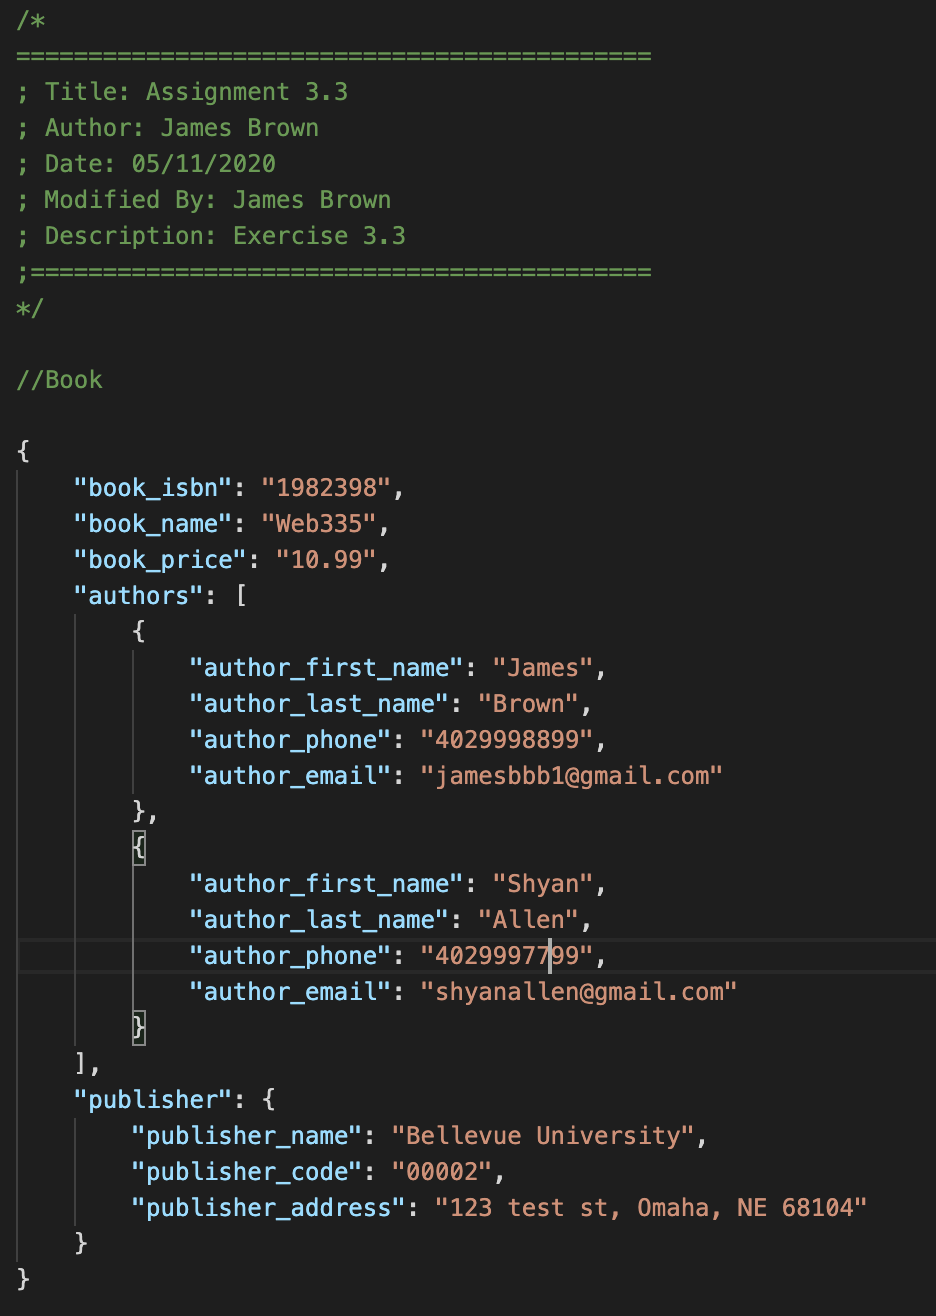 /*
============================================
; Title: Assignment 3.3
; Author: James Brown
; Date: 05/11/2020
; Modified By: James Brown
; Description: Exercise 3.3
;===========================================
*/
//Book
{
"book_isbn": "1982398",
"book_name": "Web335",
"book_price": "10.99",
"authors": [
{
"author_first_name": "James",
"author_last_name": "Brown",
"author_phone": "4029998899",
"author_email": "jamesbbb1@gmail.com"
},
{
"author_first_name": "Shyan",
"author_last_name": "Allen",
"author_phone": "4029997799",
"author_email": "shyanallen@gmail.com"
}
],
"publisher": {
"publisher_name": "Bellevue University",
"publisher_code": "00002",
"publisher_address": "123 test st, Omaha, NE 68104"
}
}